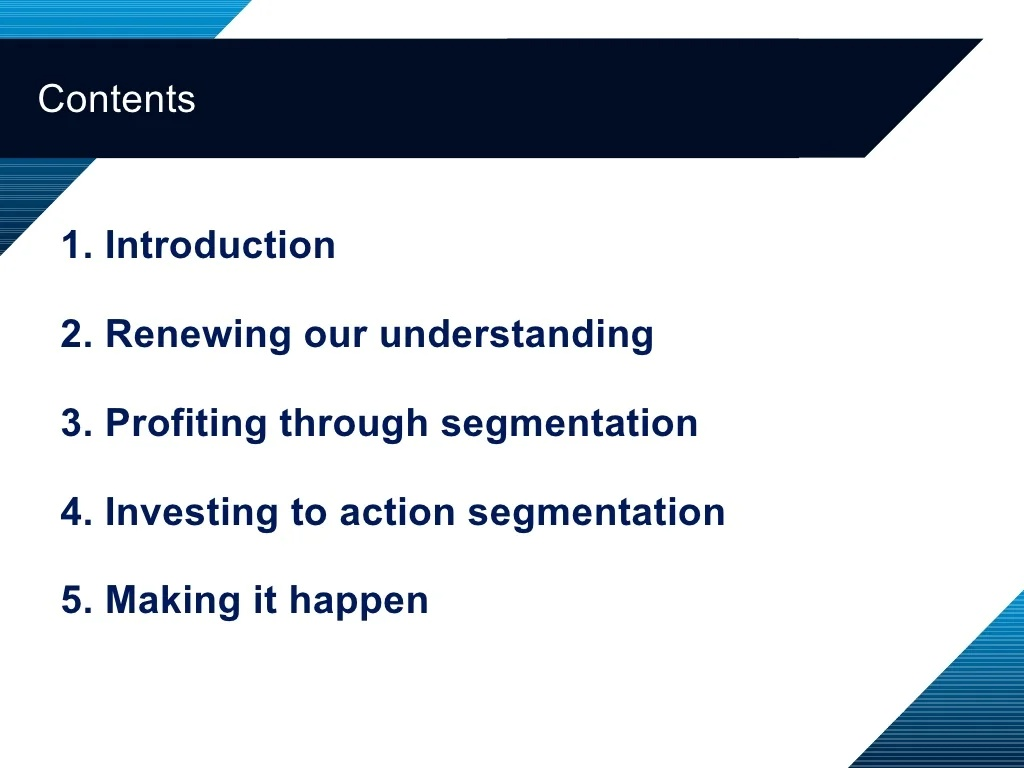 Contents
1. Introduction
2. Renewing our understanding
3. Profiting through segmentation
4. Investing to action segmentation
5. Making it happen